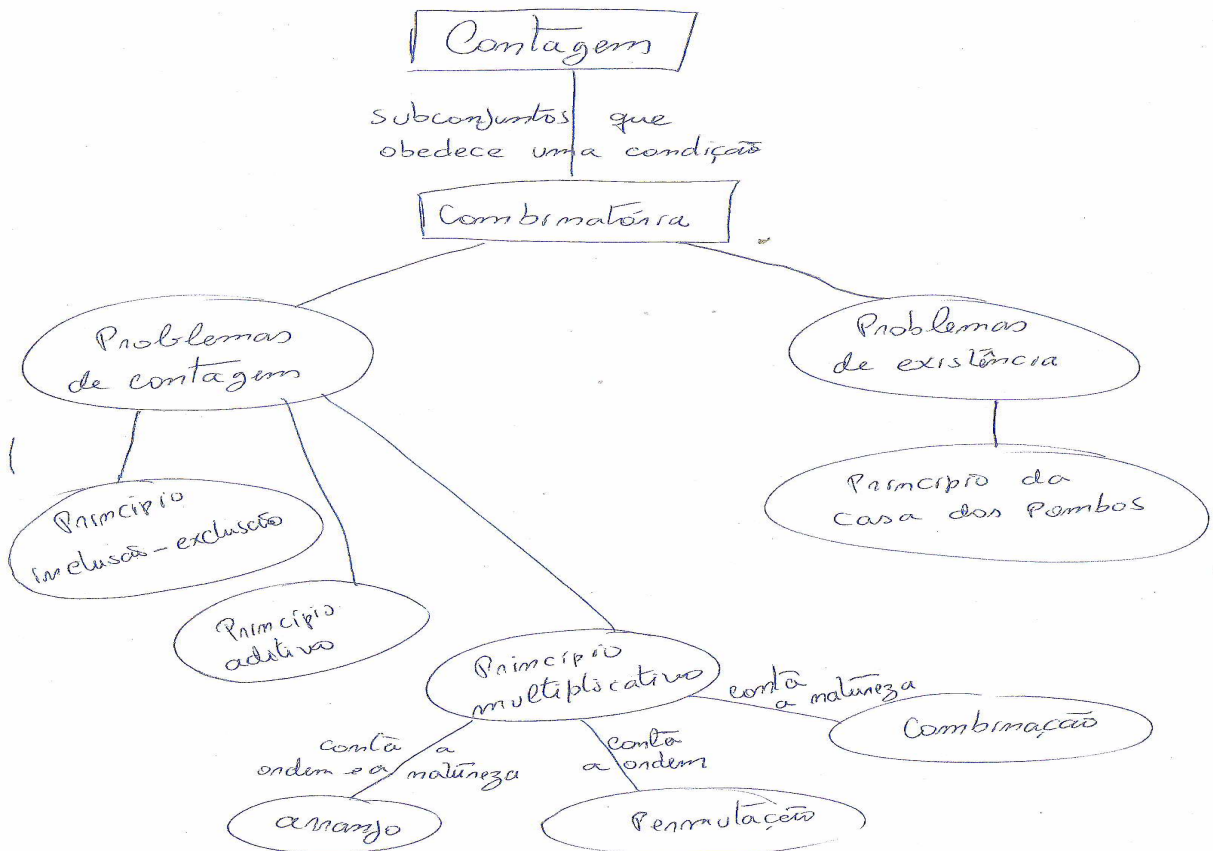 Contagem
subconjuntos que
obedece uma condição
Combinatória
Problemas
de contagem
Problemas
de existência
Princípio
inclusão-exclusão
Princípio da
casa dos Pombos
Princípio
aditivo
Princípio
multiplicativo
conta
a natureza
Combinação
conta a
ordem e a natureza
conta
a ordem
arranjo
Permutação